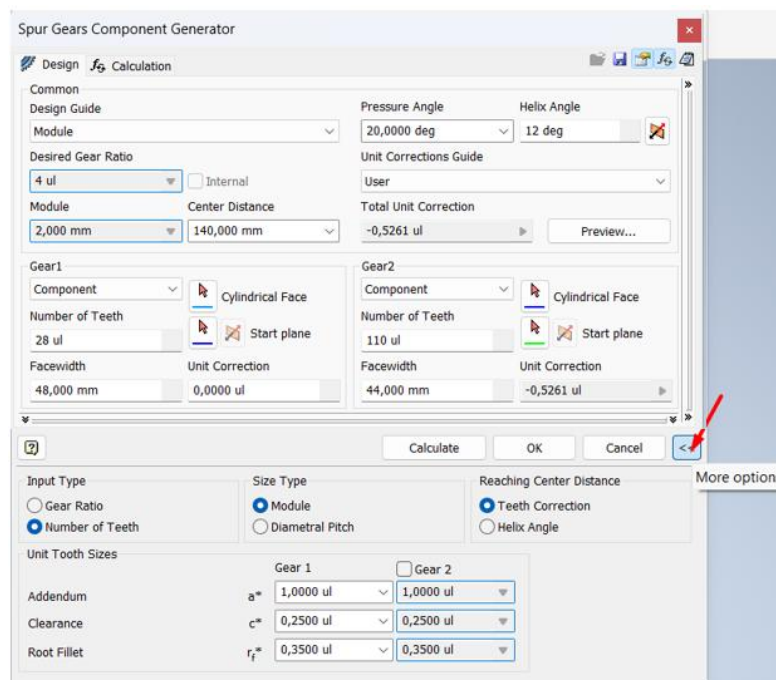 Spur Gears Component Generator
Design fG Calculation
Common
Design Guide Pressure Angle Helix Angle
Module 20,0000 deg 12 deg
Desired Gear Ratio Unit Corrections Guide
4 ul Internal User
Module Center Distance Total Unit Correction
2,000 mm 140,000 mm -0,5261 ul Preview...
Gear1 Gear2
Component Cylindrical Face Component Cylindrical Face
Number of Teeth Number of Teeth
28 ul Start plane 110 ul Start plane
Facewidth Unit Correction Facewidth Unit Correction
48,000 mm 0,0000 ul 44,000 mm -0,5261 ul
Calculate OK Cancel <<
More option
Input Type Size Type Reaching Center Distance
Gear Ratio Module Teeth Correction
Number of Teeth Diametral Pitch Helix Angle
Unit Tooth Sizes
Gear 1 Gear 2
Addendum a* 1,0000 ul 1,0000 ul
Clearance c* 0,2500 ul 0,2500 ul
Root Fillet rf* 0,3500 ul 0,3500 ul